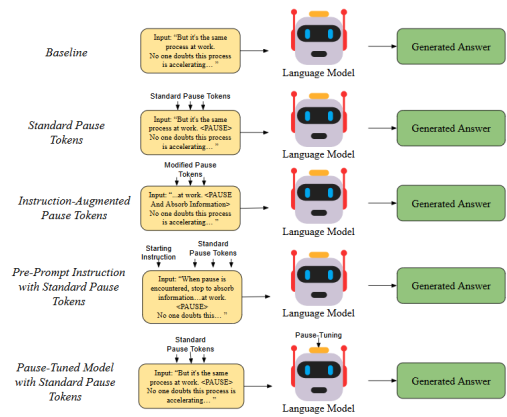 Baseline
Input: “But it's the same
process at work.
No one doubts this process
is accelerating… ”
Language Model
Generated Answer
Standard Pause
Tokens
Standard Pause Tokens
Input: “But it's the same
process at work. <PAUSE>
No one doubts this process is
accelerating… ”
Language Model
Generated Answer
Instruction-Augmented
Pause Tokens
Modified Pause
Tokens
Input: “...at work. <PAUSE
And Absorb Information>
No one doubts this process
is accelerating… ”
Language Model
Generated Answer
Pre-Prompt Instruction
with Standard Pause
Tokens
Starting
Instruction
Standard
Pause Tokens
Input: “When pause is
encountered, stop to absorb
information…at work.
<PAUSE>
No one doubts this… ”
Language Model
Generated Answer
Pause-Tuned Model
with Standard Pause
Tokens
Standard
Pause Tokens
Input: “But it's the same
process at work. <PAUSE>
No one doubts this process is
accelerating… ”
Pause-Tuning
Language Model
Generated Answer